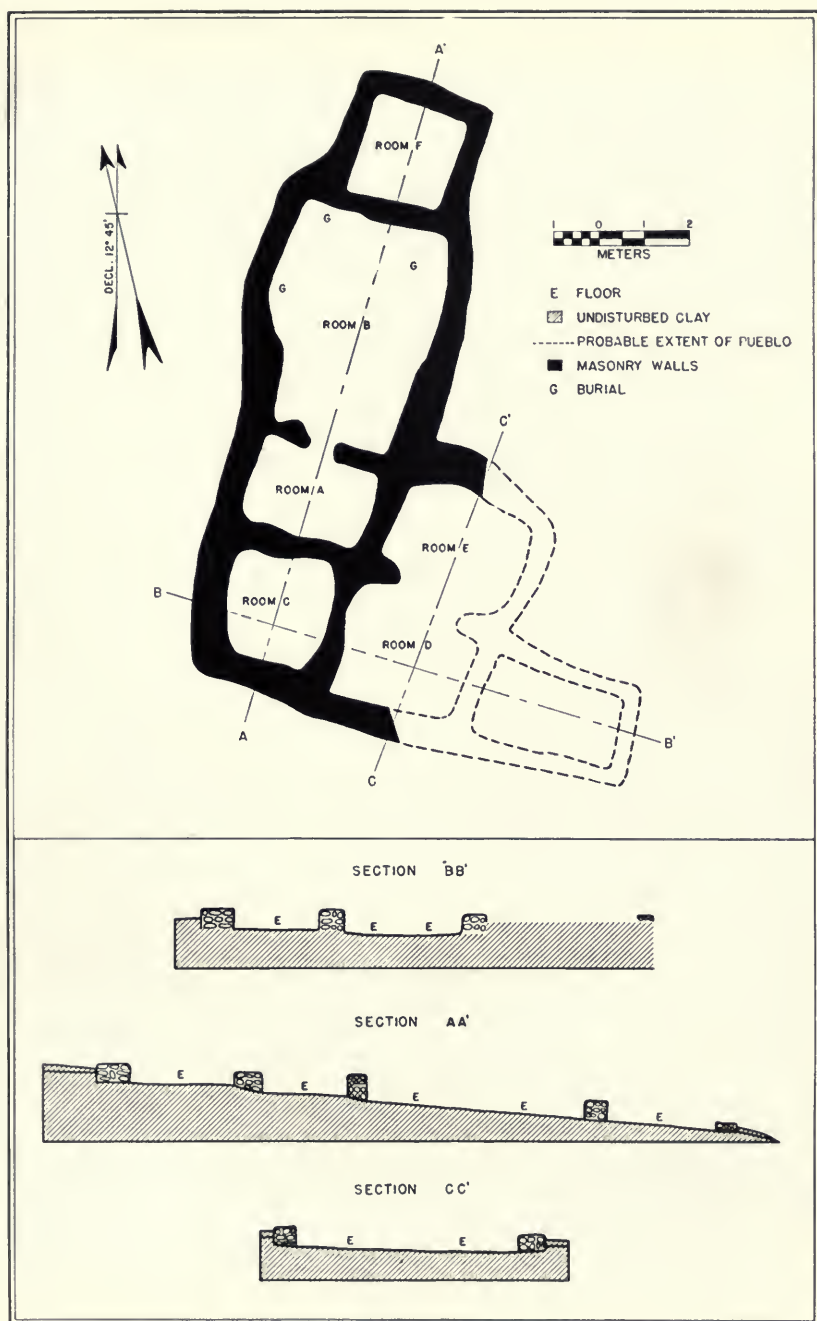 A'
ROOM F
DECL. 12° 45'
1 0 1 2
METERS
E FLOOR
UNDISTURBED CLAY
PROBABLE EXTENT OF PUEBLO
MASONRY WALLS
G BURIAL
G
G
G
ROOM B
C'
ROOM A
ROOM E
B
ROOM C
ROOM D
B'
A
C
SECTION BB'
E E E
SECTION AA'
E E E E E
SECTION CC'
E E